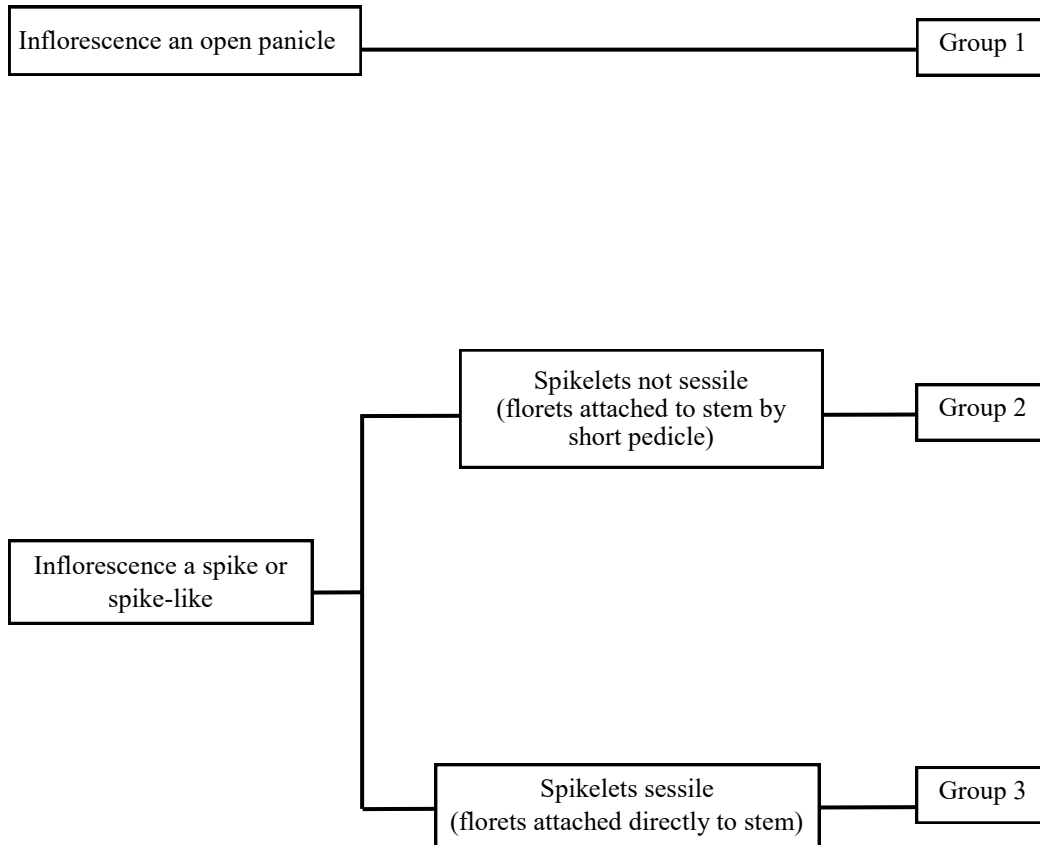 Inflorescence an open panicle
Group 1
Spikelets not sessile
(florets attached to stem by
short pedicle)
Group 2
Inflorescence a spike or
spike-like
Spikelets sessile
(florets attached directly to stem)
Group 3